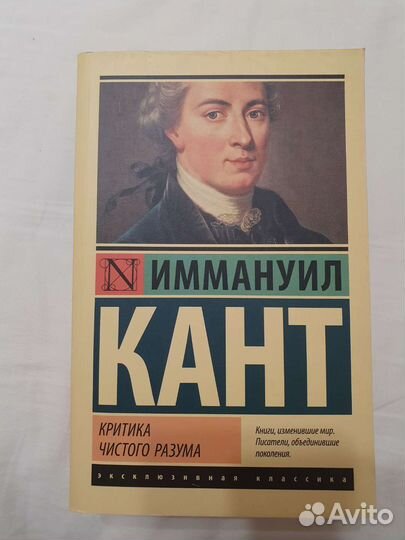 N ИММАНУИЛ
КАНТ
КРИТИКА
ЧИСТОГО РАЗУМА
Книги, изменившие мир.
Писатели, объединившие
поколения.
эксклюзивная классика
Avito